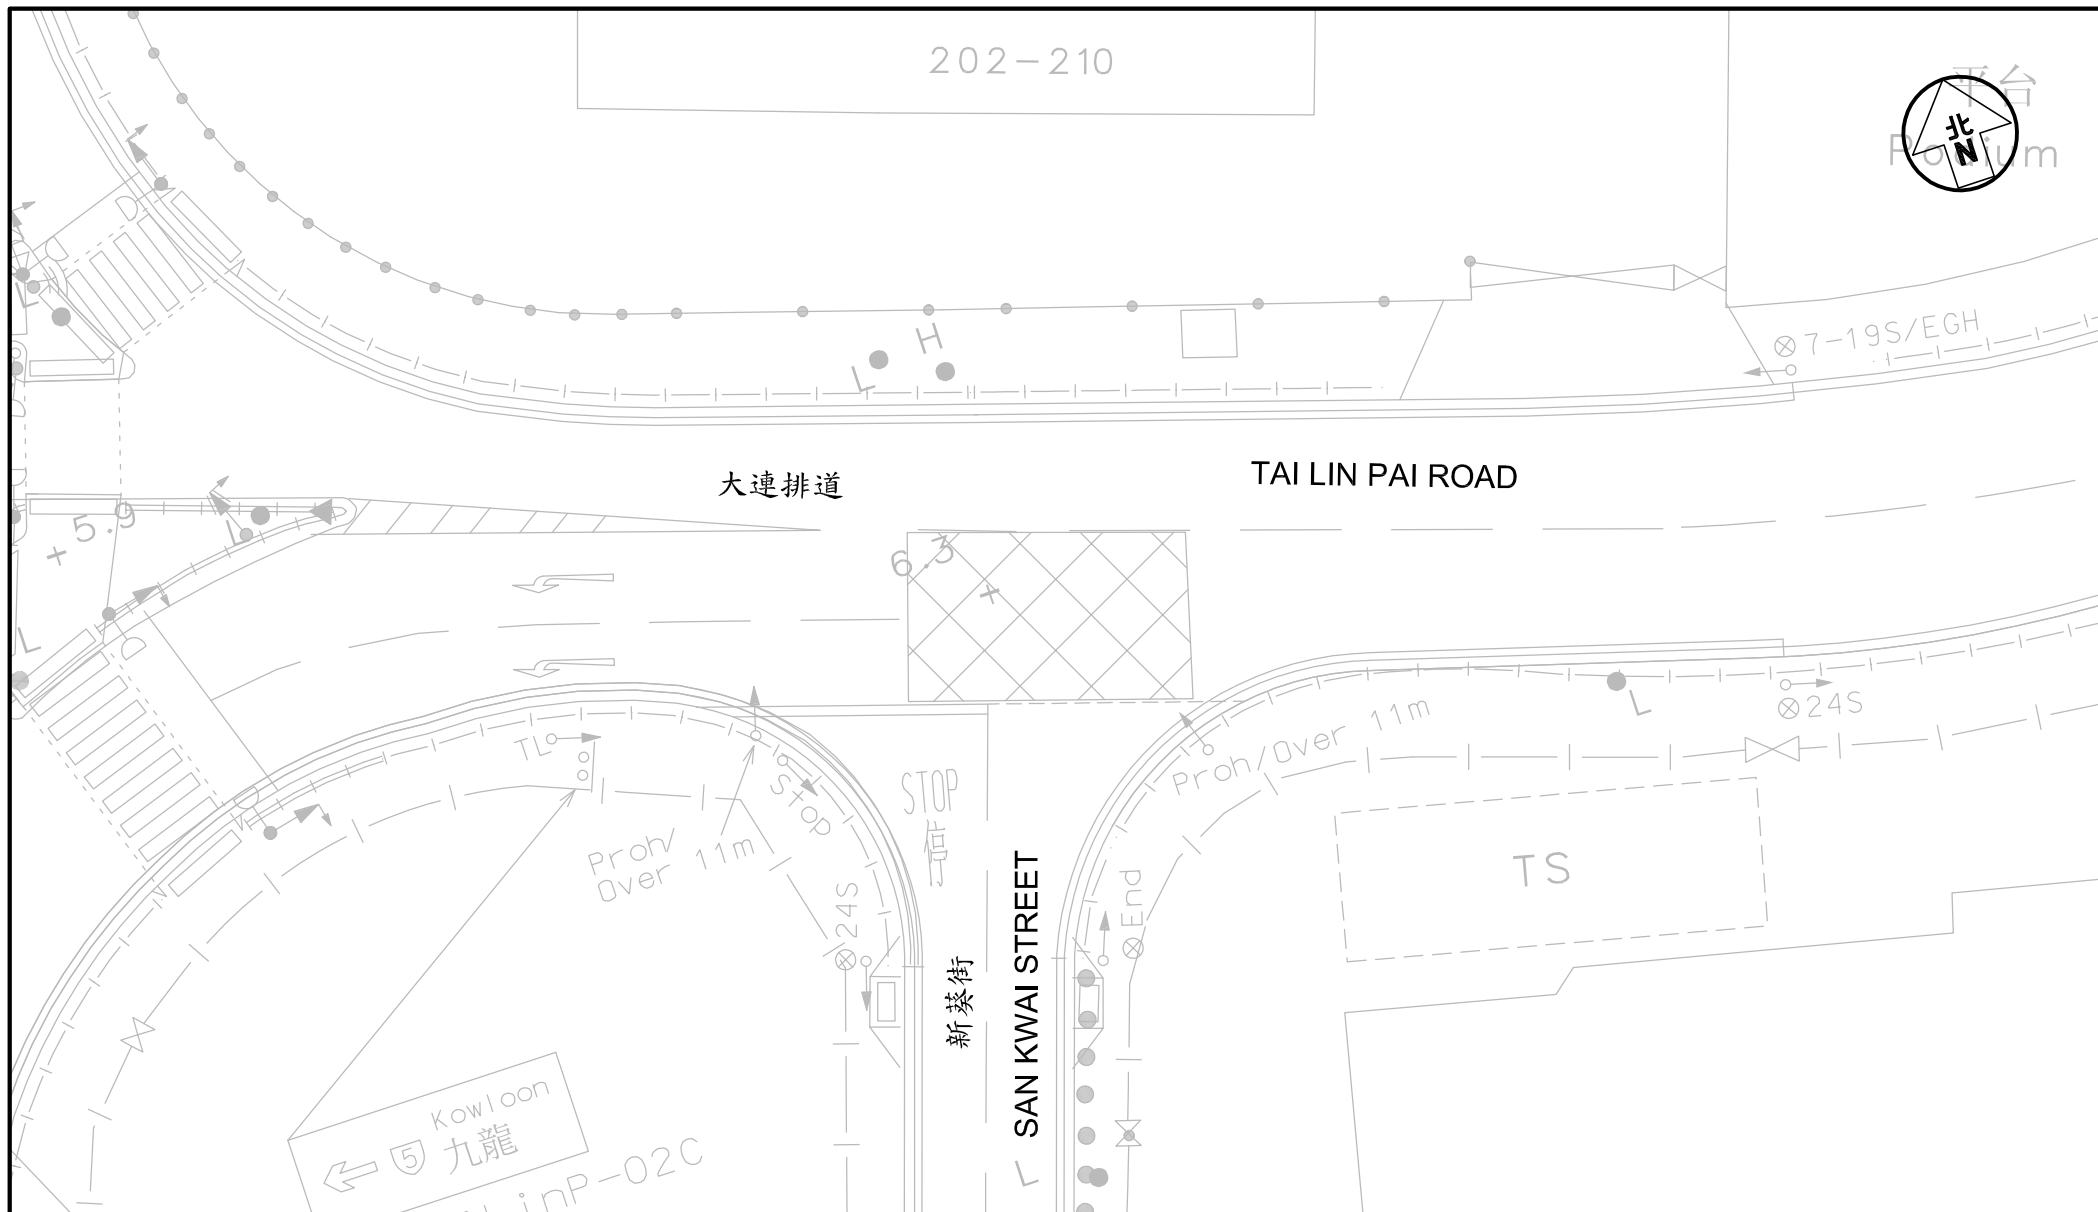 202-210
平台
Podium
北
N
7-19S/EGH
H
L
L
大連排道
TAI LIN PAI ROAD
+ 5.9
L
6.3
+
L
TL
Stop
STOP
停
Proh/Over 11m
L
24S
Proh/
Over 11m
TS
24S
End
新葵街
SAN KWAI STREET
Kowloon
5 九龍
inP-02C
L